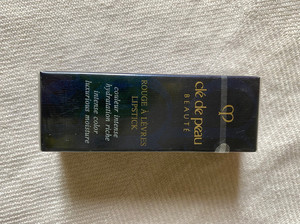 clé de peau
BEAUTÉ
ROUGE À LÈVRES
LIPSTICK
couleur intense
hydratation riche
intense color
luxurious moisture